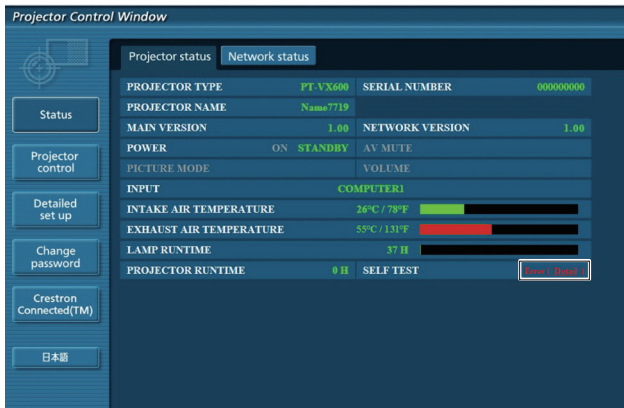 Projector Control Window
Projector status Network status
PROJECTOR TYPE PT-VX600 SERIAL NUMBER 000000000
PROJECTOR NAME Name7719
MAIN VERSION 1.00 NETWORK VERSION 1.00
POWER ON STANDBY AV MUTE
PICTURE MODE VOLUME
INPUT COMPUTER1
INTAKE AIR TEMPERATURE 26°C / 78°F
EXHAUST AIR TEMPERATURE 55°C / 131°F
LAMP RUNTIME 37 H
PROJECTOR RUNTIME 0 H SELF TEST Error ( Detail )
Status
Projector
control
Detailed
set up
Change
password
Crestron
Connected(TM)
日本語